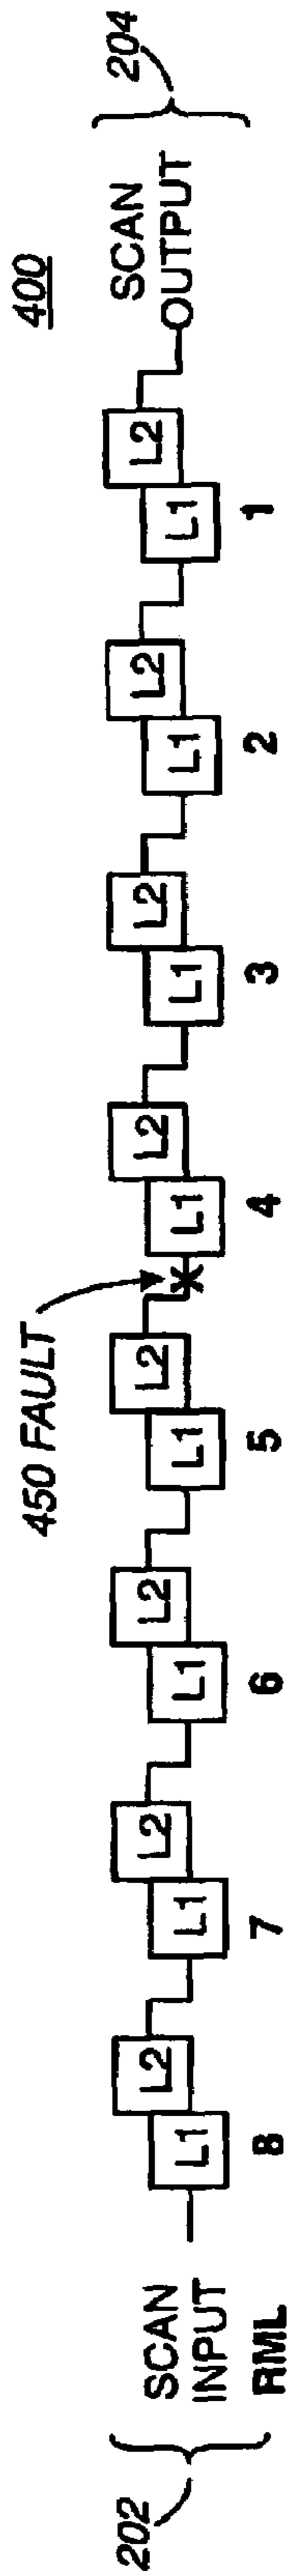 400
450 FAULT
202
204
SCAN INPUT
L1 L2 L1 L2 L1 L2 L1 L2 L1 L2 L1 L2 L1 L2 L1 L2
SCAN OUTPUT
RML 8 7 6 5 4 3 2 1